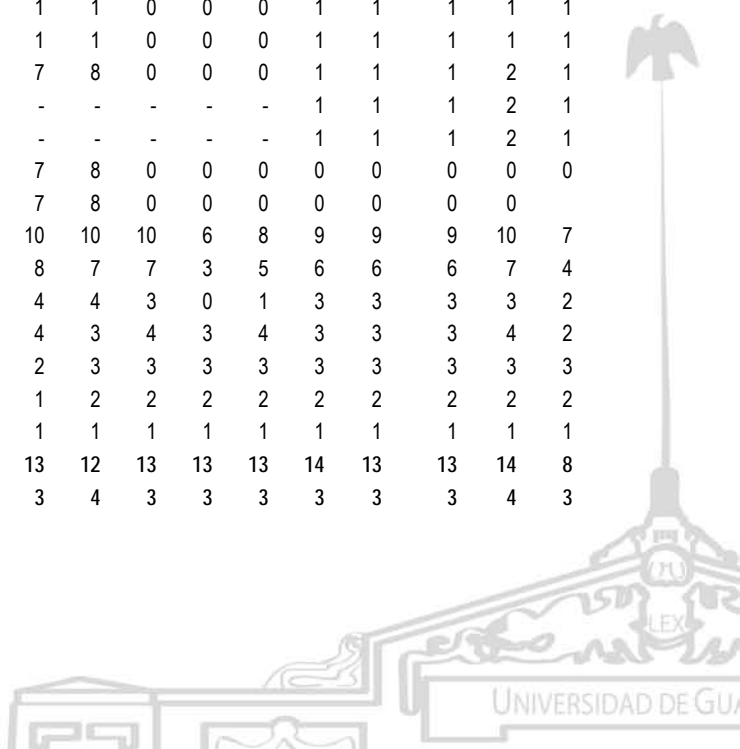 1 1 0 0 0 1 1 1 1 1
1 1 0 0 0 1 1 1 1 1
7 8 0 0 0 1 1 1 2 1
- - - - - 1 1 1 2 1
- - - - - 1 1 1 2 1
7 8 0 0 0 0 0 0 0 0
7 8 0 0 0 0 0 0 0
10 10 10 6 8 9 9 9 10 7
8 7 7 3 5 6 6 6 7 4
4 4 3 0 1 3 3 3 3 2
4 3 4 3 4 3 3 3 4 2
2 3 3 3 3 3 3 3 3 3
1 2 2 2 2 2 2 2 2 2
1 1 1 1 1 1 1 1 1 1
13 12 13 13 13 14 13 13 14 8
3 4 3 3 3 3 3 3 4 3
LEX
UNIVERSIDAD DE GUA